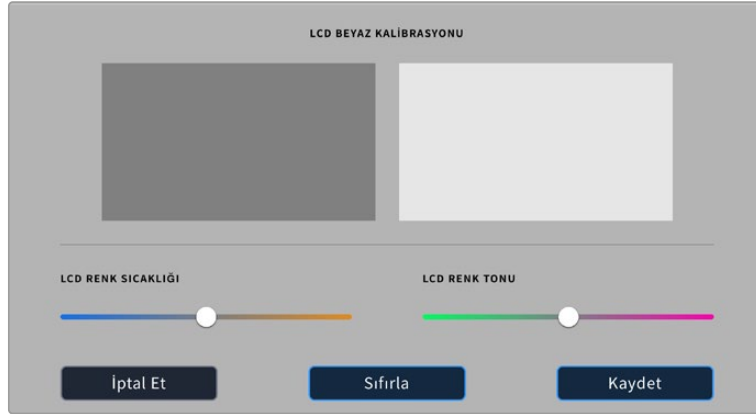 LCD BEYAZ KALİBRASYONU
LCD RENK SICAKLIĞI
LCD RENK TONU
İptal Et
Sıfırla
Kaydet